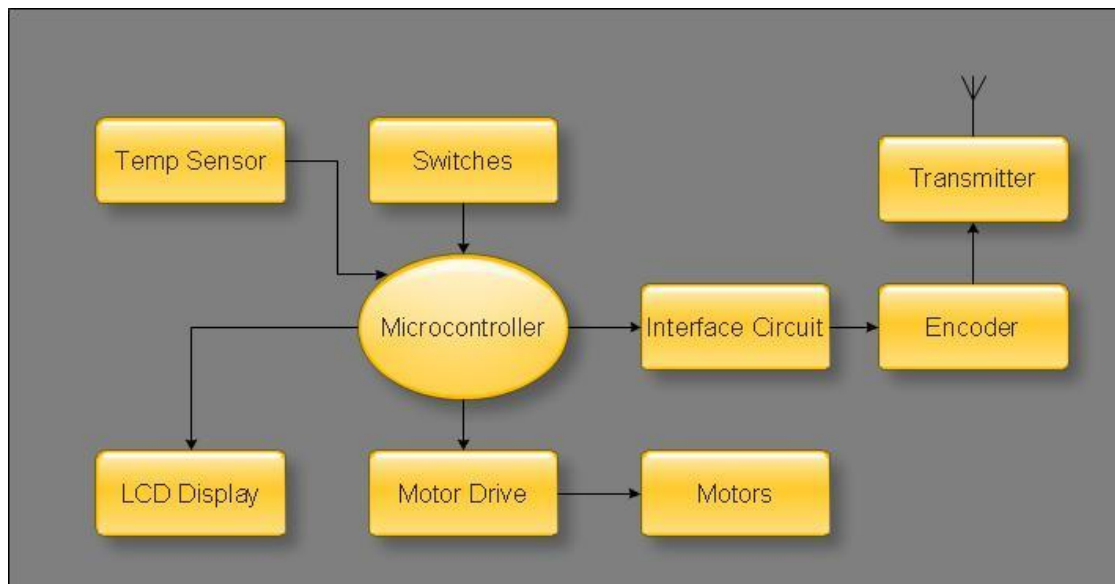 Temp Sensor
Switches
Transmitter
Microcontroller
Interface Circuit
Encoder
LCD Display
Motor Drive
Motors